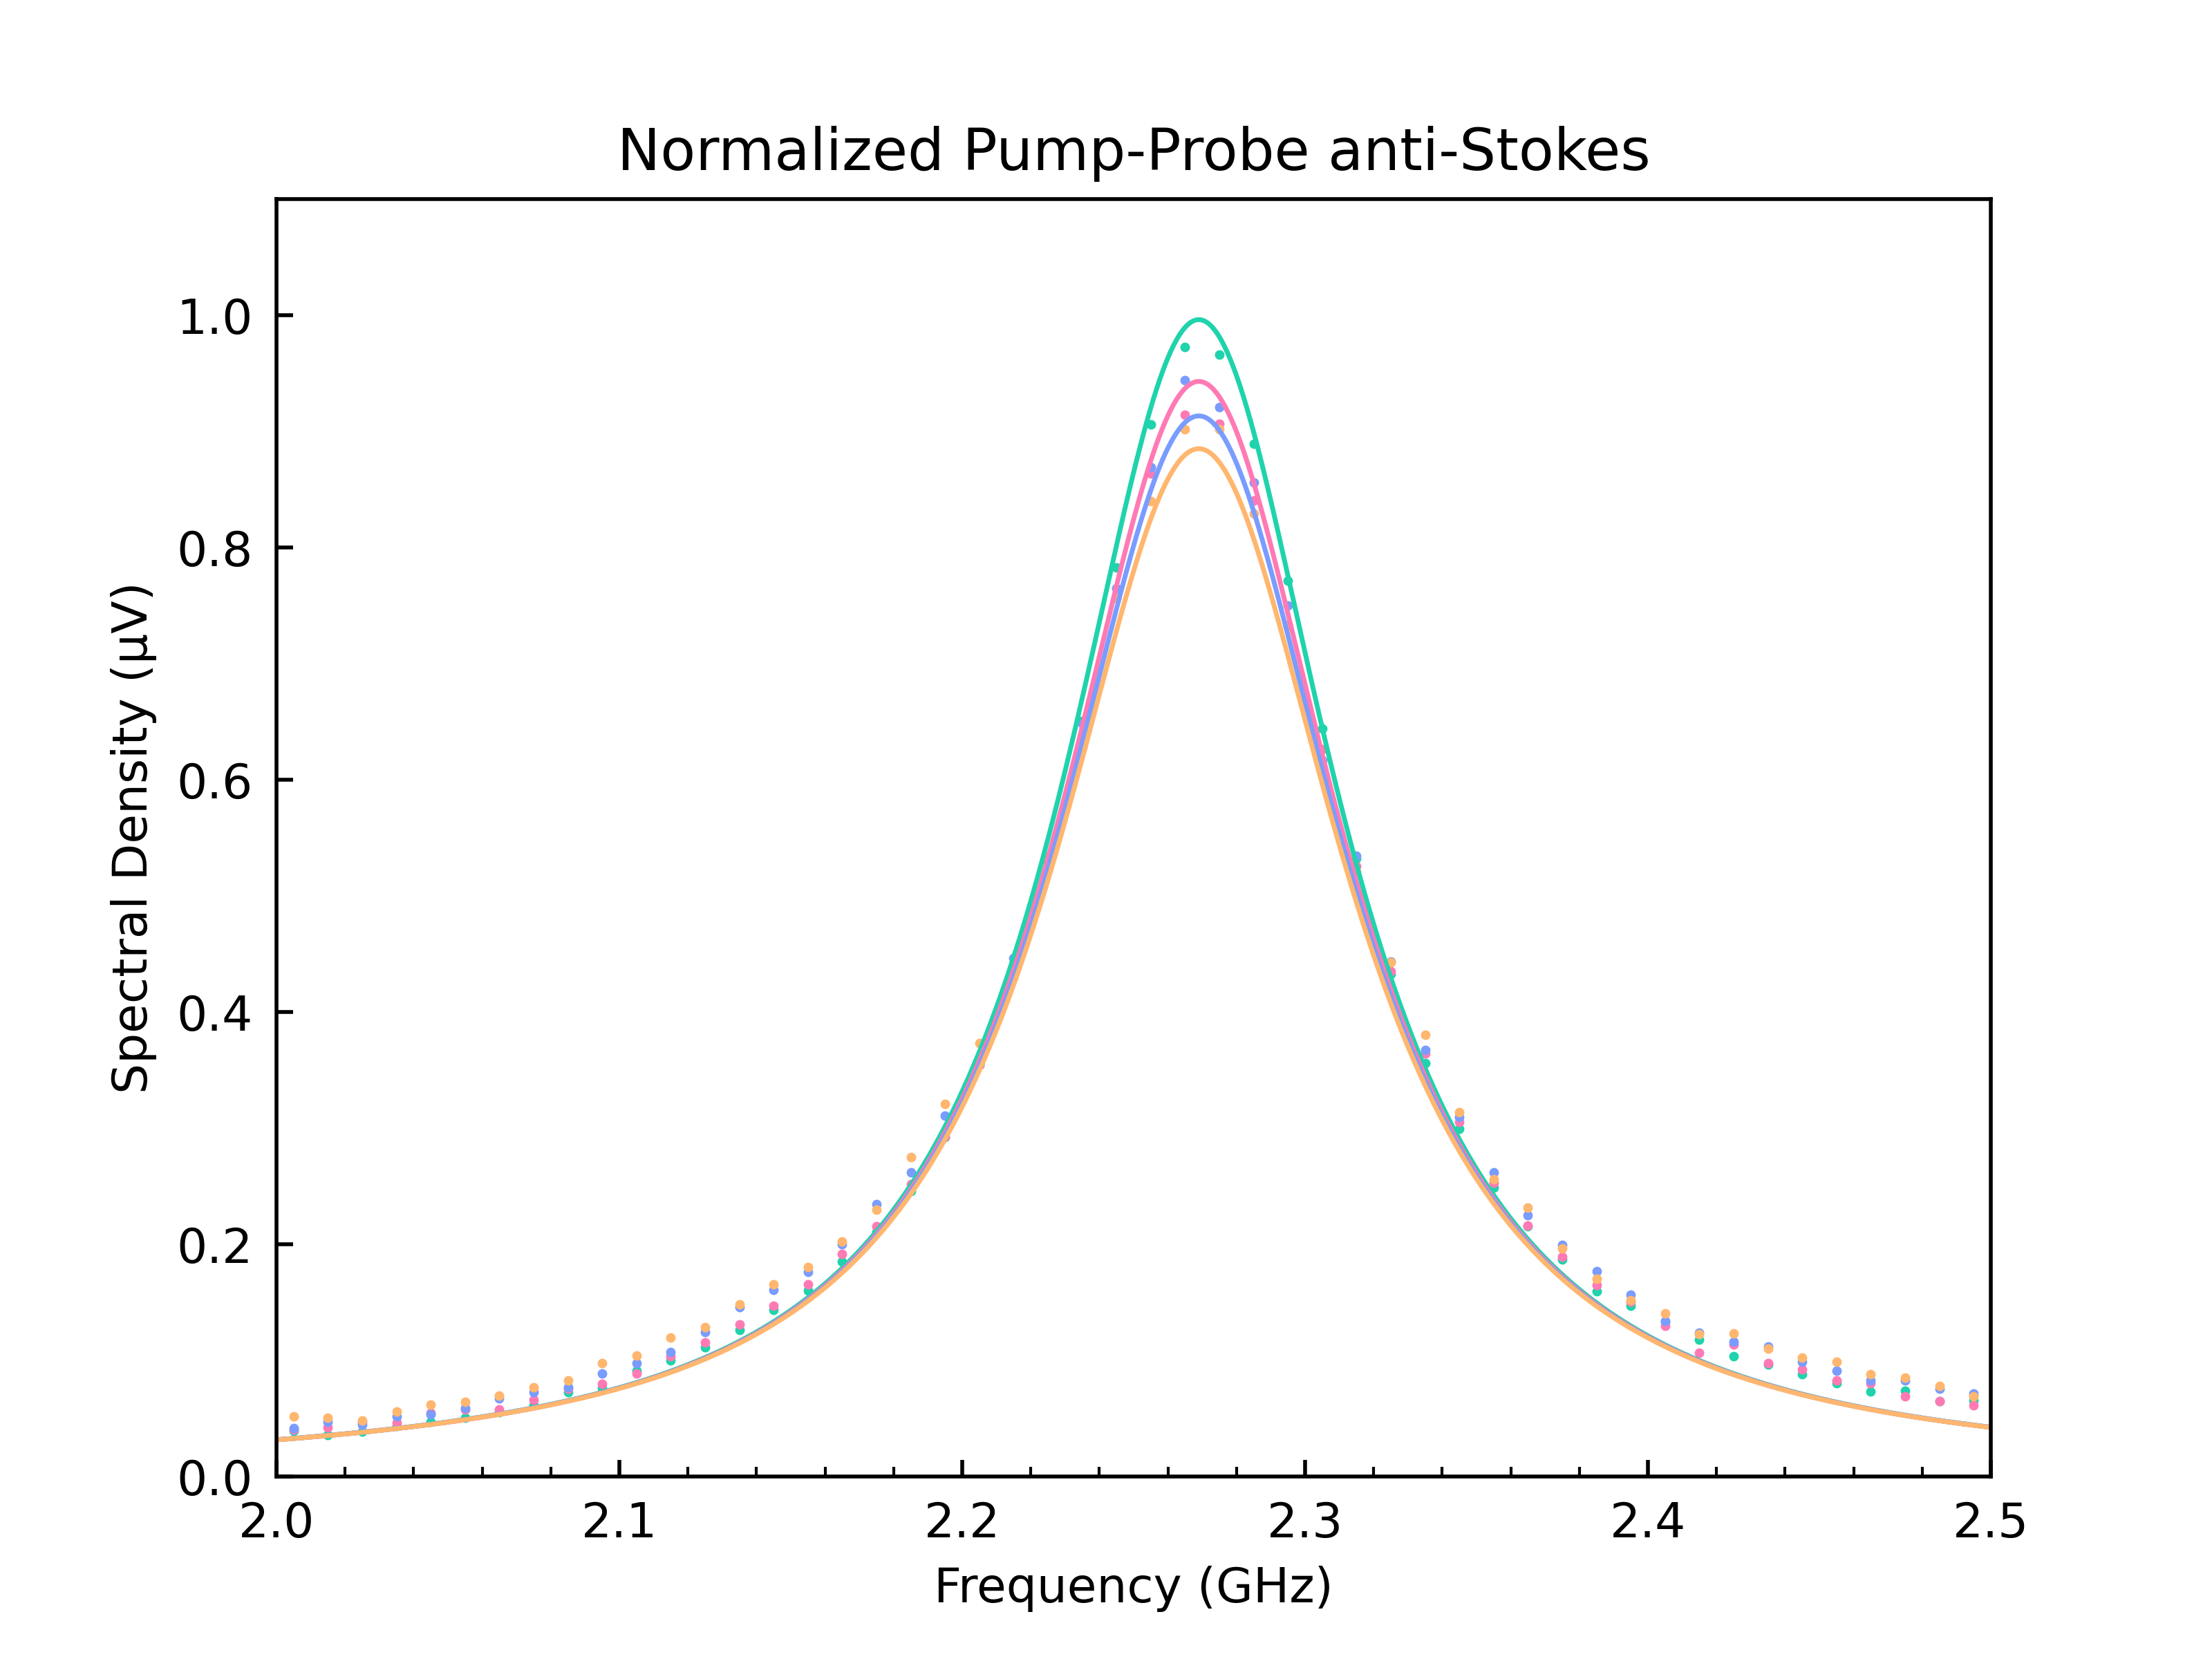 Normalized Pump-Probe anti-Stokes
1.0
0.8
0.6
0.4
0.2
0.0
Spectral Density (µV)
2.0 2.1 2.2 2.3 2.4 2.5
Frequency (GHz)